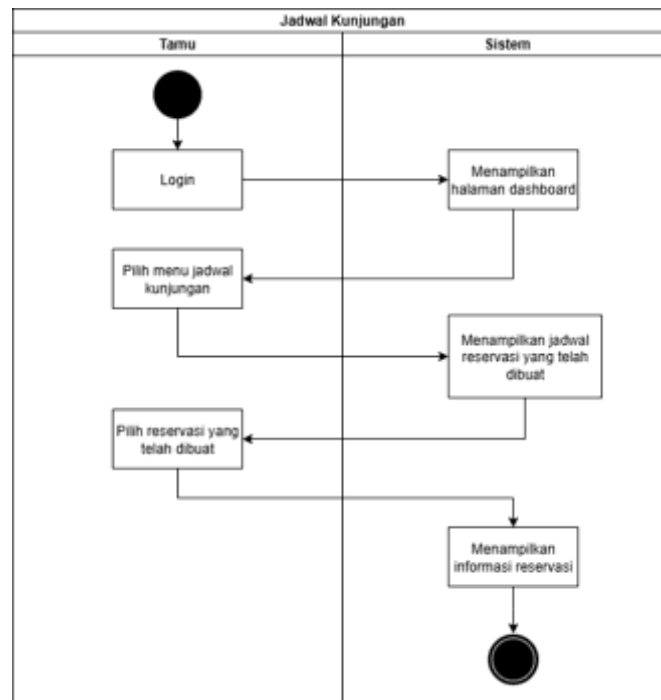 Jadwal Kunjungan
Tamu
Sistem
Login
Menampilkan
halaman dashboard
Pilih menu jadwal
kunjungan
Menampilkan jadwal
reservasi yang telah
dibuat
Pilih reservasi yang
telah dibuat
Menampilkan
informasi reservasi